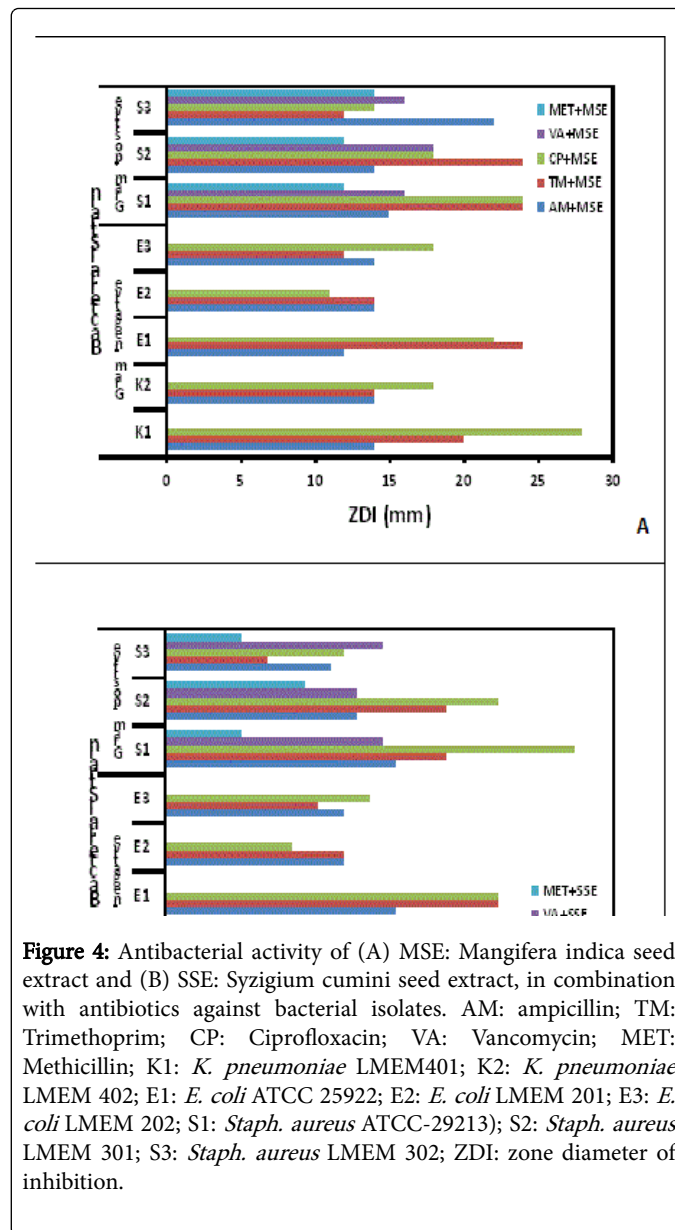 S3
S2
S1
E3
E2
E1
K2
K1
MET+MSE
VA+MSE
CP+MSE
TM+MSE
AM+MSE
0 5 10 15 20 25 30
ZDI (mm)
A
S3
S2
S1
E3
E2
E1
MET+SSE
VA+SSE
Figure 4: Antibacterial activity of (A) MSE: Mangifera indica seed
extract and (B) SSE: Syzigium cumini seed extract, in combination
with antibiotics against bacterial isolates. AM: ampicillin; TM:
Trimethoprim; CP: Ciprofloxacin; VA: Vancomycin; MET:
Methicillin; K1: K. pneumoniae LMEM401; K2: K. pneumoniae
LMEM 402; E1: E. coli ATCC 25922; E2: E. coli LMEM 201; E3: E.
coli LMEM 202; S1: Staph. aureus ATCC-29213); S2: Staph. aureus
LMEM 301; S3: Staph. aureus LMEM 302; ZDI: zone diameter of
inhibition.